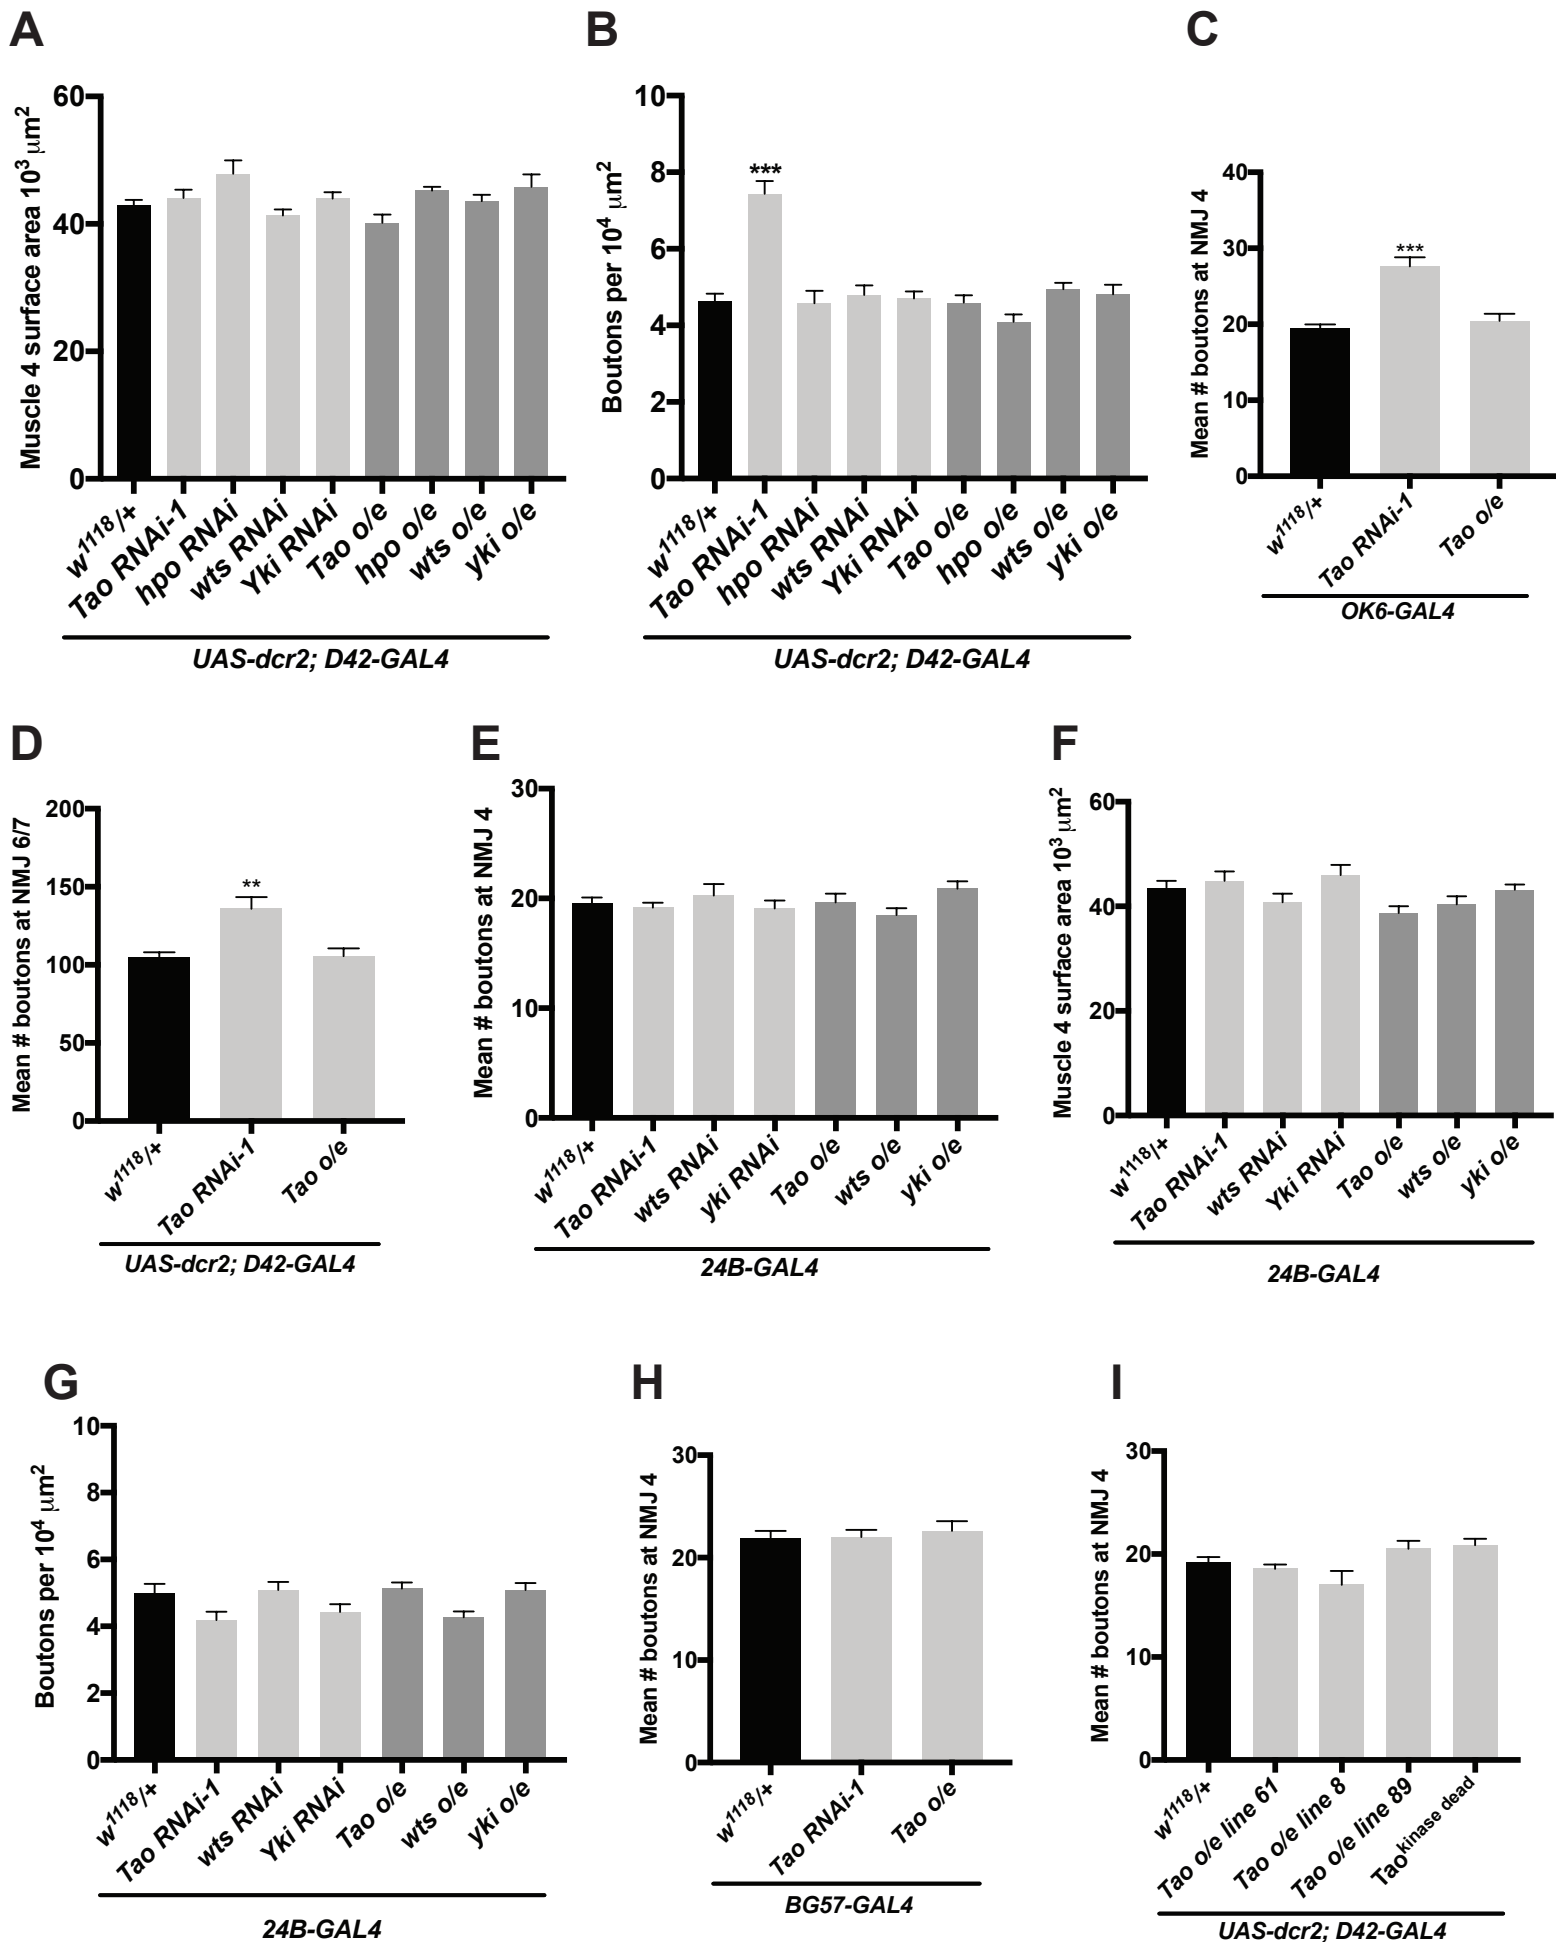 A
Muscle 4 surface area 10³ μm²
60
40
20
0
w¹¹¹⁸/+
Tao RNAi-1
hpo RNAi
wts RNAi
Yki RNAi
Tao o/e
hpo o/e
wts o/e
yki o/e
UAS-dcr2; D42-GAL4
B
Boutons per 10⁴ μm²
10
8
6
4
2
0
***
w¹¹¹⁸/+
Tao RNAi-1
hpo RNAi
wts RNAi
Yki RNAi
Tao o/e
hpo o/e
wts o/e
yki o/e
UAS-dcr2; D42-GAL4
C
Mean # boutons at NMJ 4
40
30
20
10
0
***
w¹¹¹⁸/+
Tao RNAi-1
Tao o/e
OK6-GAL4
D
Mean # boutons at NMJ 6/7
200
150
100
50
0
**
w¹¹¹⁸/+
Tao RNAi-1
Tao o/e
UAS-dcr2; D42-GAL4
E
Mean # boutons at NMJ 4
30
20
10
0
w¹¹¹⁸/+
Tao RNAi-1
wts RNAi
yki RNAi
Tao o/e
wts o/e
yki o/e
24B-GAL4
F
Muscle 4 surface area 10³ μm²
60
40
20
0
w¹¹¹⁸/+
Tao RNAi-1
wts RNAi
Yki RNAi
Tao o/e
wts o/e
yki o/e
24B-GAL4
G
Boutons per 10⁴ μm²
10
8
6
4
2
0
w¹¹¹⁸/+
Tao RNAi-1
wts RNAi
Yki RNAi
Tao o/e
wts o/e
yki o/e
24B-GAL4
H
Mean # boutons at NMJ 4
30
20
10
0
w¹¹¹⁸/+
Tao RNAi-1
Tao o/e
BG57-GAL4
I
Mean # boutons at NMJ 4
30
20
10
0
w¹¹¹⁸/+
Tao o/e line 61
Tao o/e line 8
Tao o/e line 89
Tao^kinase dead
UAS-dcr2; D42-GAL4